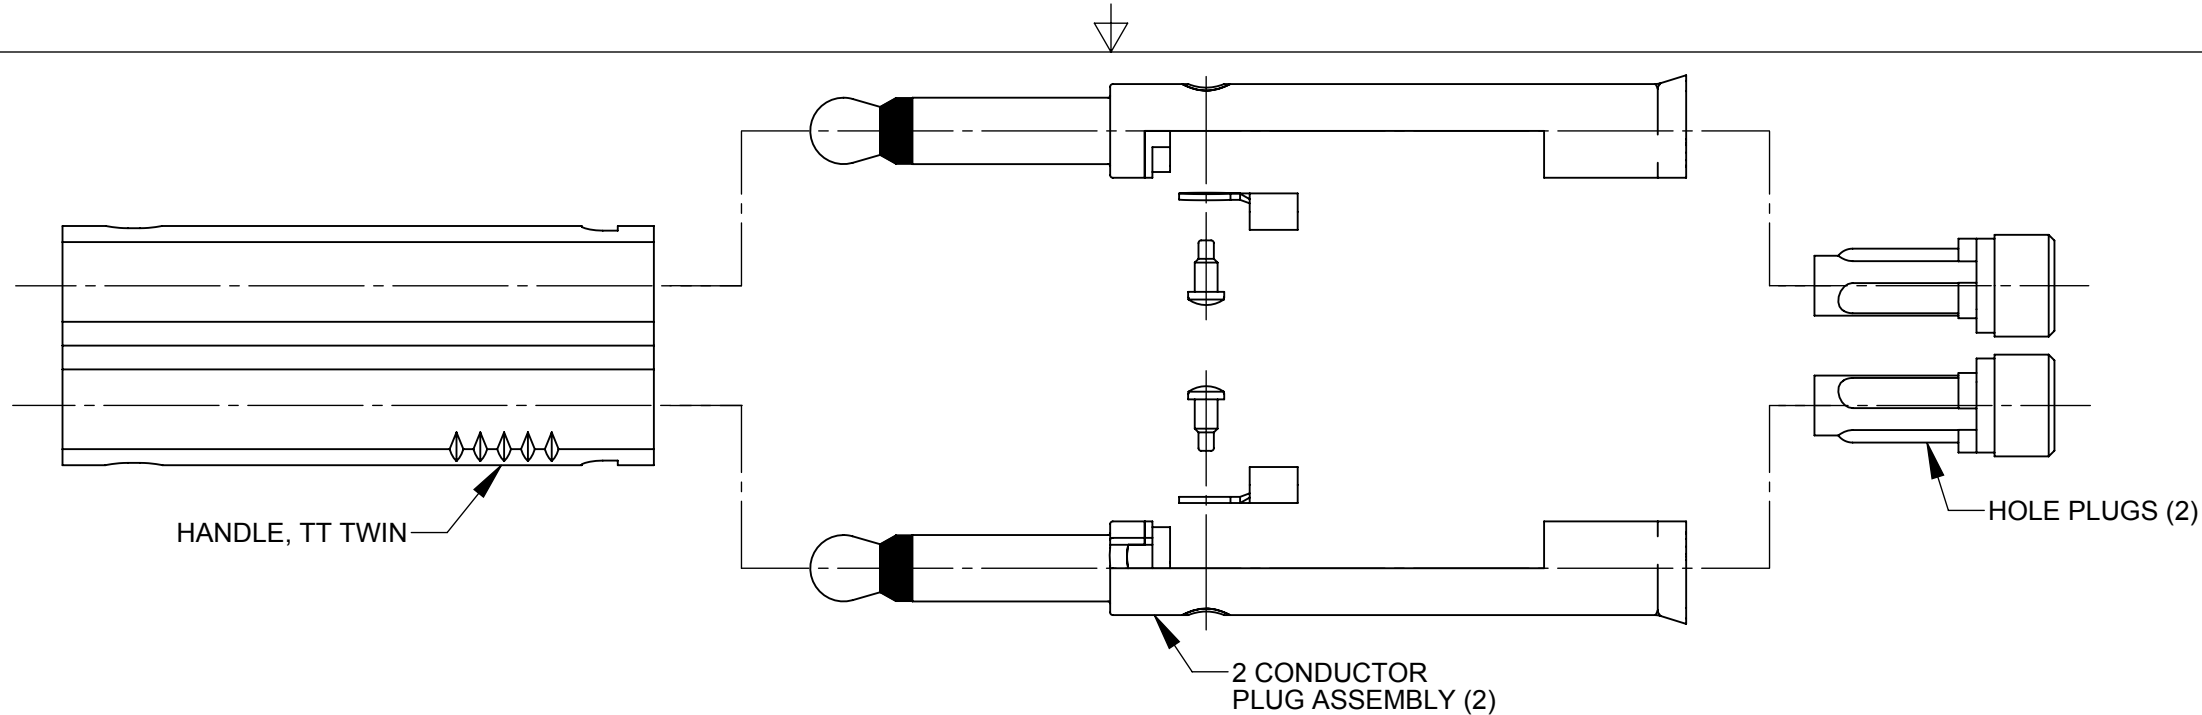 HANDLE, TT TWIN
HOLE PLUGS (2)
2 CONDUCTOR
PLUG ASSEMBLY (2)